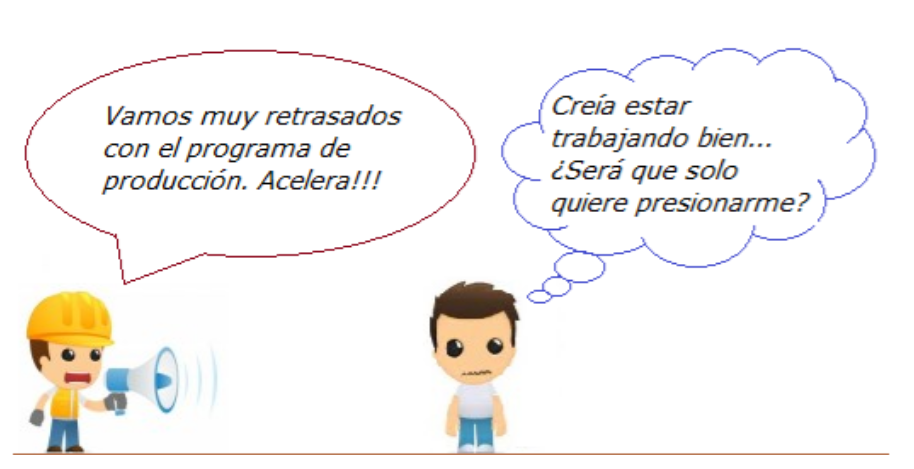 Vamos muy retrasados
con el programa de
producción. Acelera!!!
Creía estar
trabajando bien...
¿Será que solo
quiere presionarme?